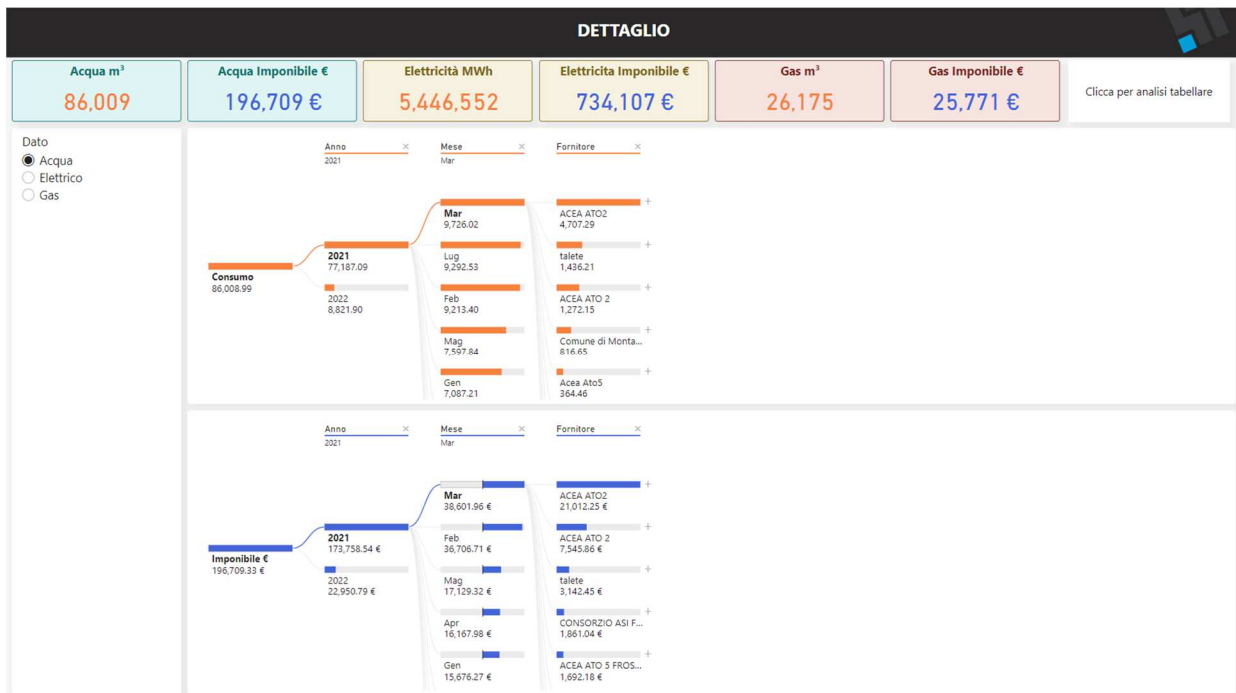 DETTAGLIO
Acqua m³
86,009
Acqua Imponibile €
196,709 €
Elettricità MWh
5,446,552
Elettricita Imponibile €
734,107 €
Gas m³
26,175
Gas Imponibile €
25,771 €
Clicca per analisi tabellare
Dato
Acqua
Elettrico
Gas
Anno
2021
Mese
Mar
Fornitore
Consumo
86,008.99
2021
77,187.09
2022
8,821.90
Mar
9,726.02
Lug
9,292.53
Feb
9,213.40
Mag
7,597.84
Gen
7,087.21
ACEA ATO2
4,707.29
talete
1,436.21
ACEA ATO 2
1,272.15
Comune di Monta...
816.65
Acea Ato5
364.46
Anno
2021
Mese
Mar
Fornitore
Imponibile €
196,709.33 €
2021
173,758.54 €
2022
22,950.79 €
Mar
38,601.96 €
Feb
36,706.71 €
Mag
17,129.32 €
Apr
16,167.98 €
Gen
15,676.27 €
ACEA ATO2
21,012.25 €
ACEA ATO 2
7,545.86 €
talete
3,142.45 €
CONSORZIO ASI F...
1,861.04 €
ACEA ATO 5 FROS...
1,692.18 €